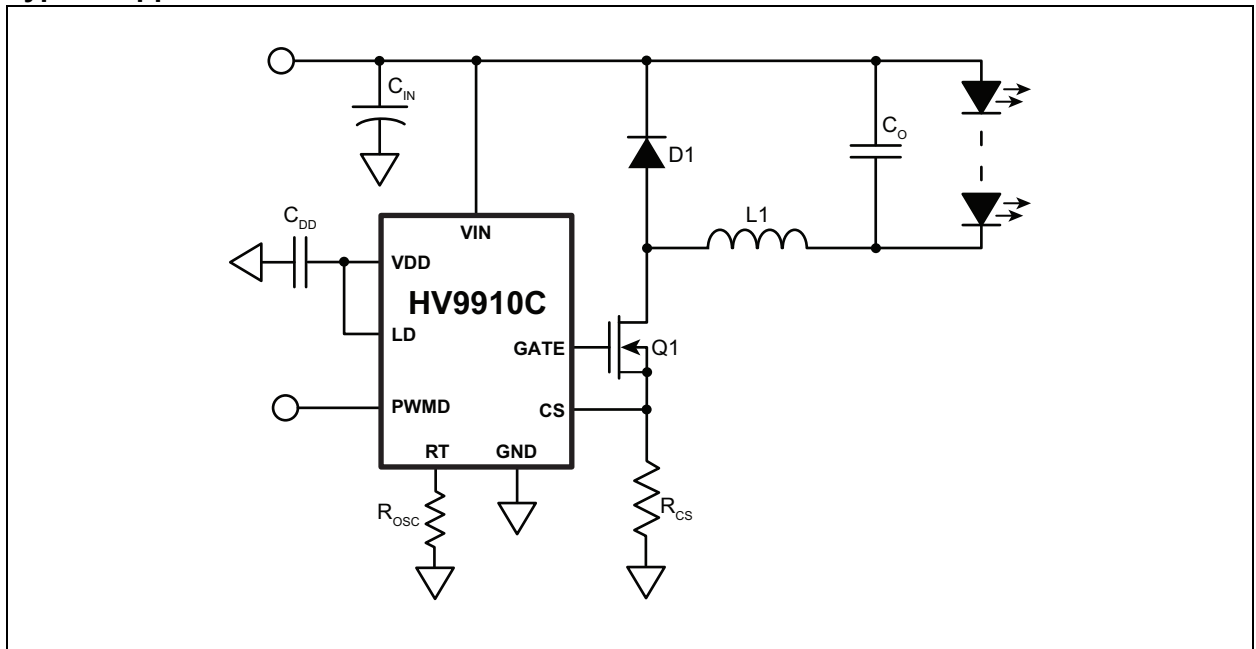 C_IN
D1
C_O
C_DD
VIN
L1
VDD
HV9910C
LD
GATE
Q1
PWMD
CS
RT
GND
R_OSC
R_CS